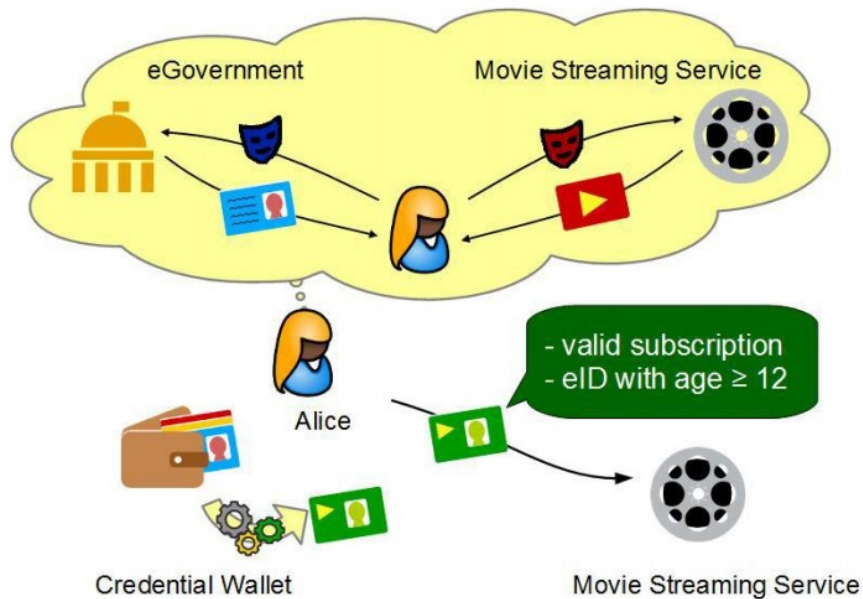 eGovernment
Movie Streaming Service
- valid subscription
- eID with age ≥ 12
Alice
Credential Wallet
Movie Streaming Service